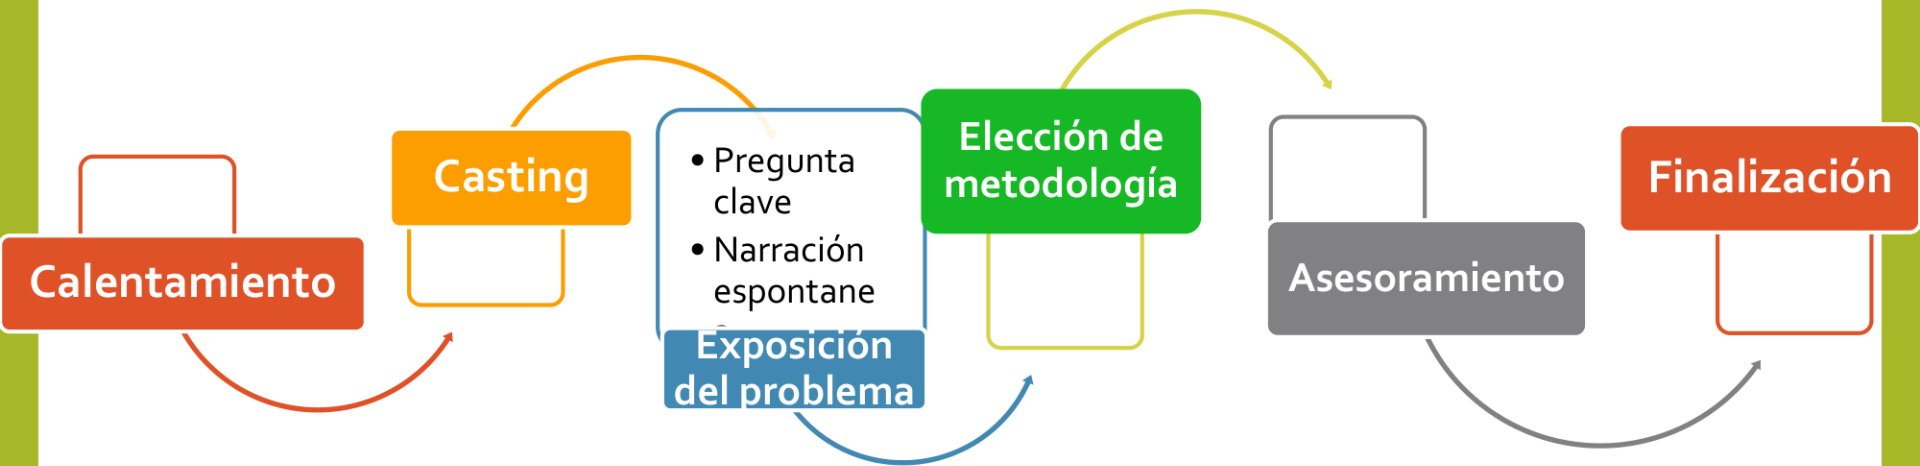 Calentamiento
Casting
• Pregunta
clave
• Narración
espontane
Exposición
del problema
Elección de
metodología
Asesoramiento
Finalización